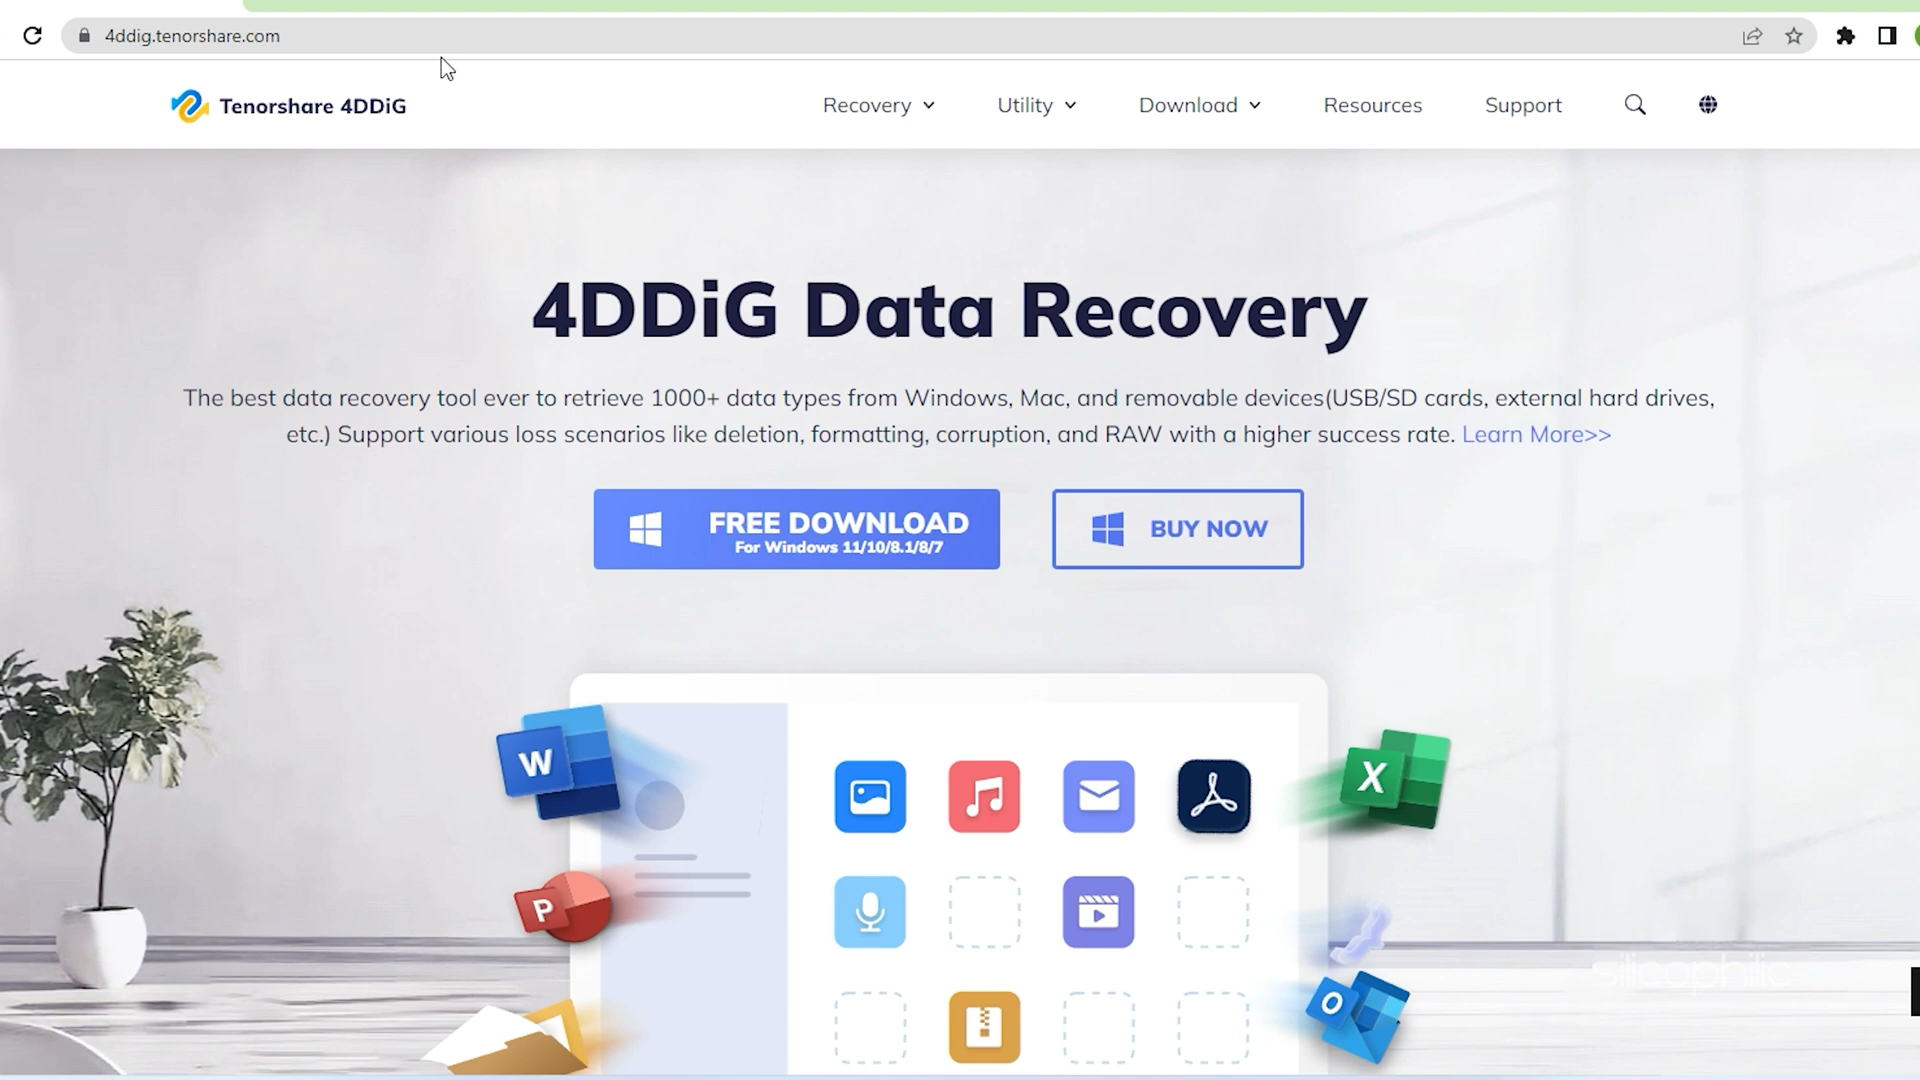 4ddig.tenorshare.com
Tenorshare 4DDiG
Recovery
Utility
Download
Resources
Support
4DDiG Data Recovery
The best data recovery tool ever to retrieve 1000+ data types from Windows, Mac, and removable devices(USB/SD cards, external hard drives,
etc.) Support various loss scenarios like deletion, formatting, corruption, and RAW with a higher success rate. Learn More>>
FREE DOWNLOAD
For Windows 11/10/8.1/8/7
BUY NOW
W
X
P
O
silicophilic